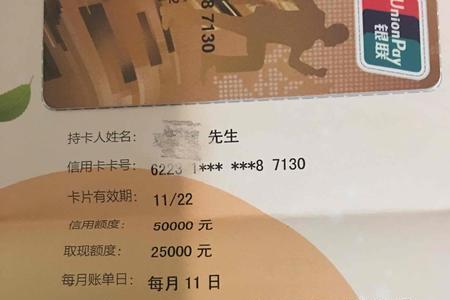 8 7130
UnionPay
银联
持卡人姓名： 先生
信用卡卡号： 6223 1*** ***8 7130
卡片有效期： 11/22
信用额度： 50000 元
取现额度： 25000 元
每月账单日： 每月 11 日